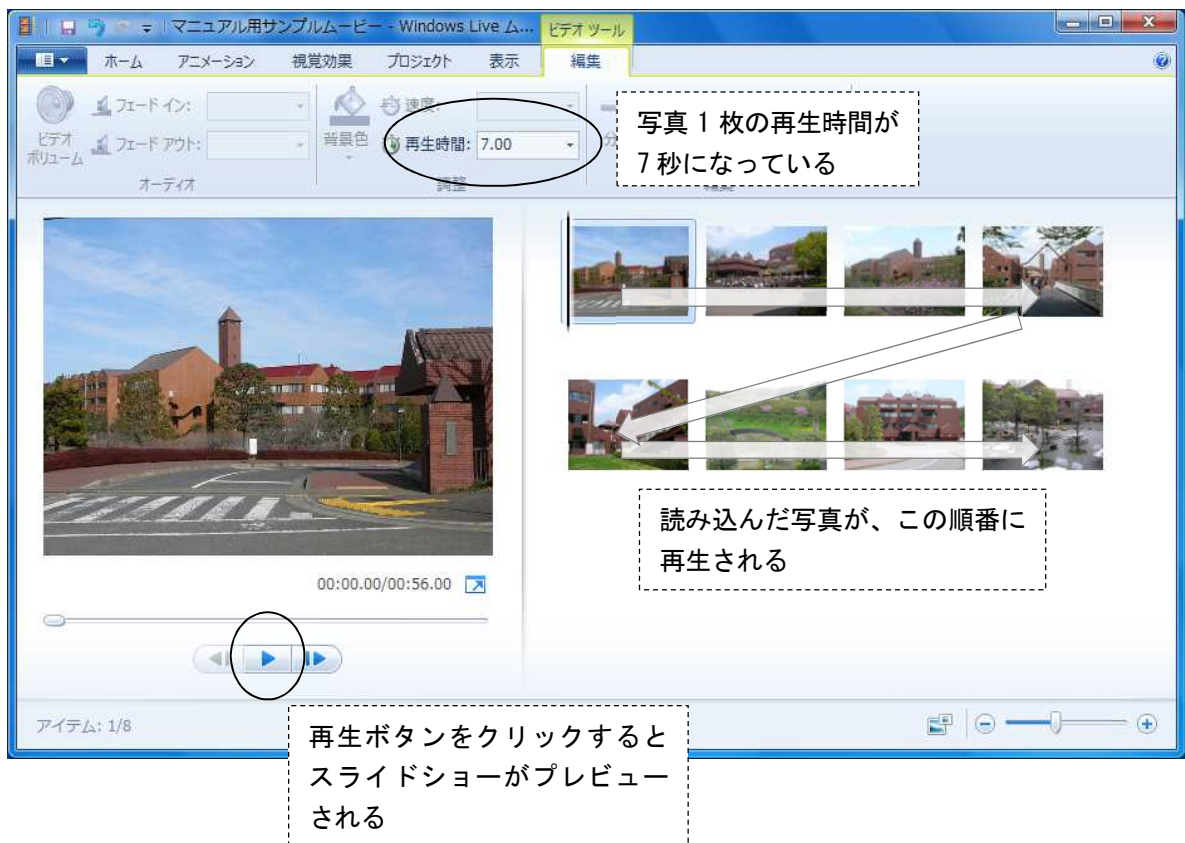 マニュアル用サンプルムービー - Windows Live ム...
ビデオ ツール
ホーム アニメーション 視覚効果 プロジェクト 表示 編集
フェード イン:
速度:
ビデオ
ボリューム
フェード アウト:
背景色
再生時間: 7.00
分
オーディオ
調整
編集
写真 1 枚の再生時間が
7 秒になっている
読み込んだ写真が、この順番に
再生される
00:00.00/00:56.00
アイテム: 1/8
再生ボタンをクリックすると
スライドショーがプレビュー
される